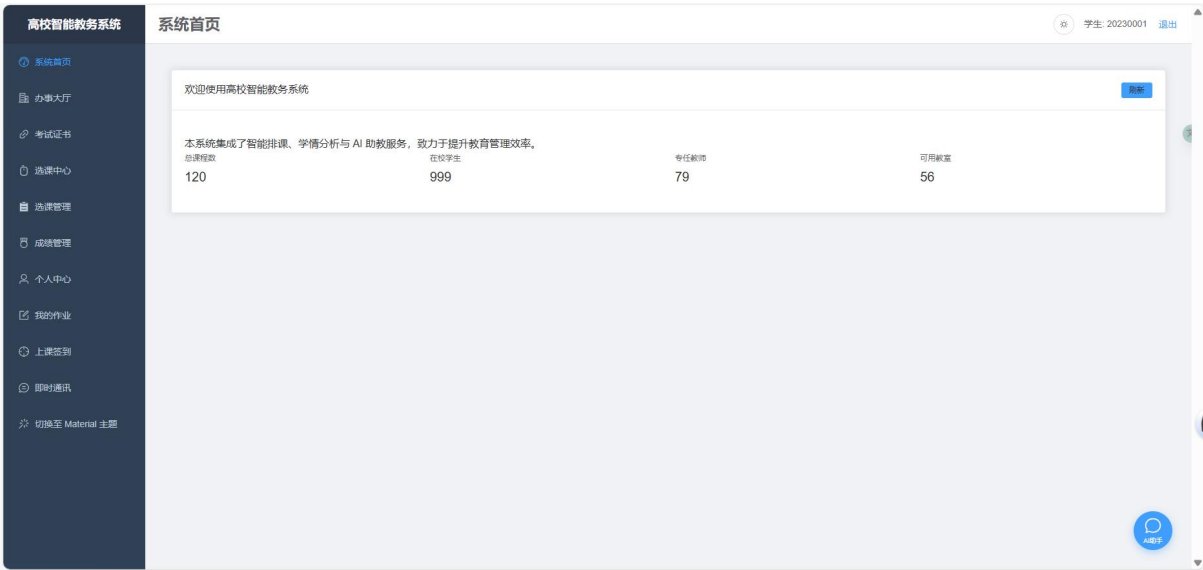 高校智能教务系统
系统首页
学生: 20230001 退出
系统首页
办事大厅
考试证书
选课中心
选课管理
成绩管理
个人中心
我的作业
上课签到
即时通讯
切换至 Material 主题
欢迎使用高校智能教务系统
刷新
本系统集成了智能排课、学情分析与 AI 助教服务，致力于提升教育管理效率。
总课程数 在校学生 专任教师 可用教室
120 999 79 56
AI助手